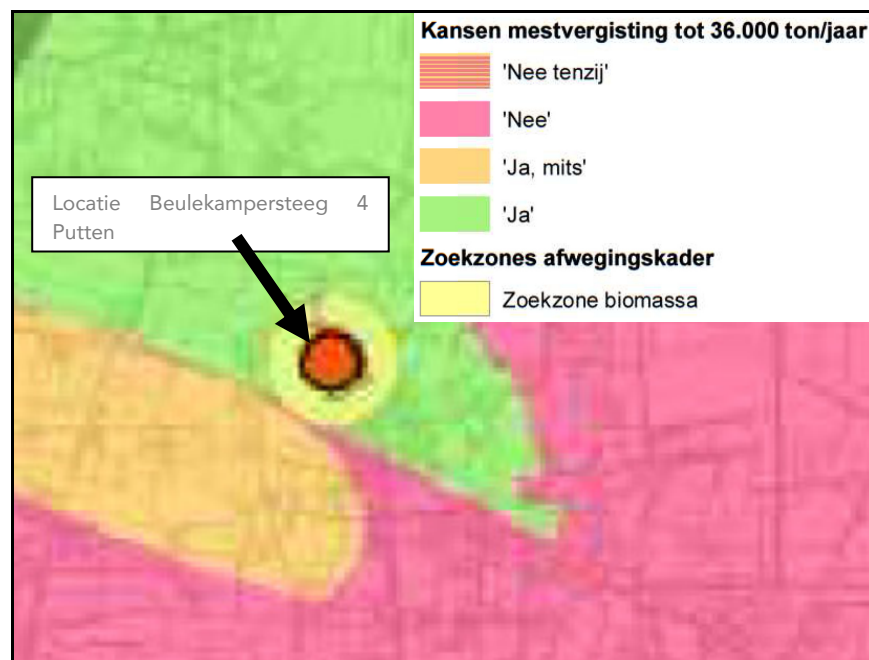 Kansen mestvergisting tot 36.000 ton/jaar
'Nee tenzij'
'Nee'
'Ja, mits'
'Ja'
Zoekzones afwegingskader
Zoekzone biomassa
Locatie Beulekampersteeg 4
Putten